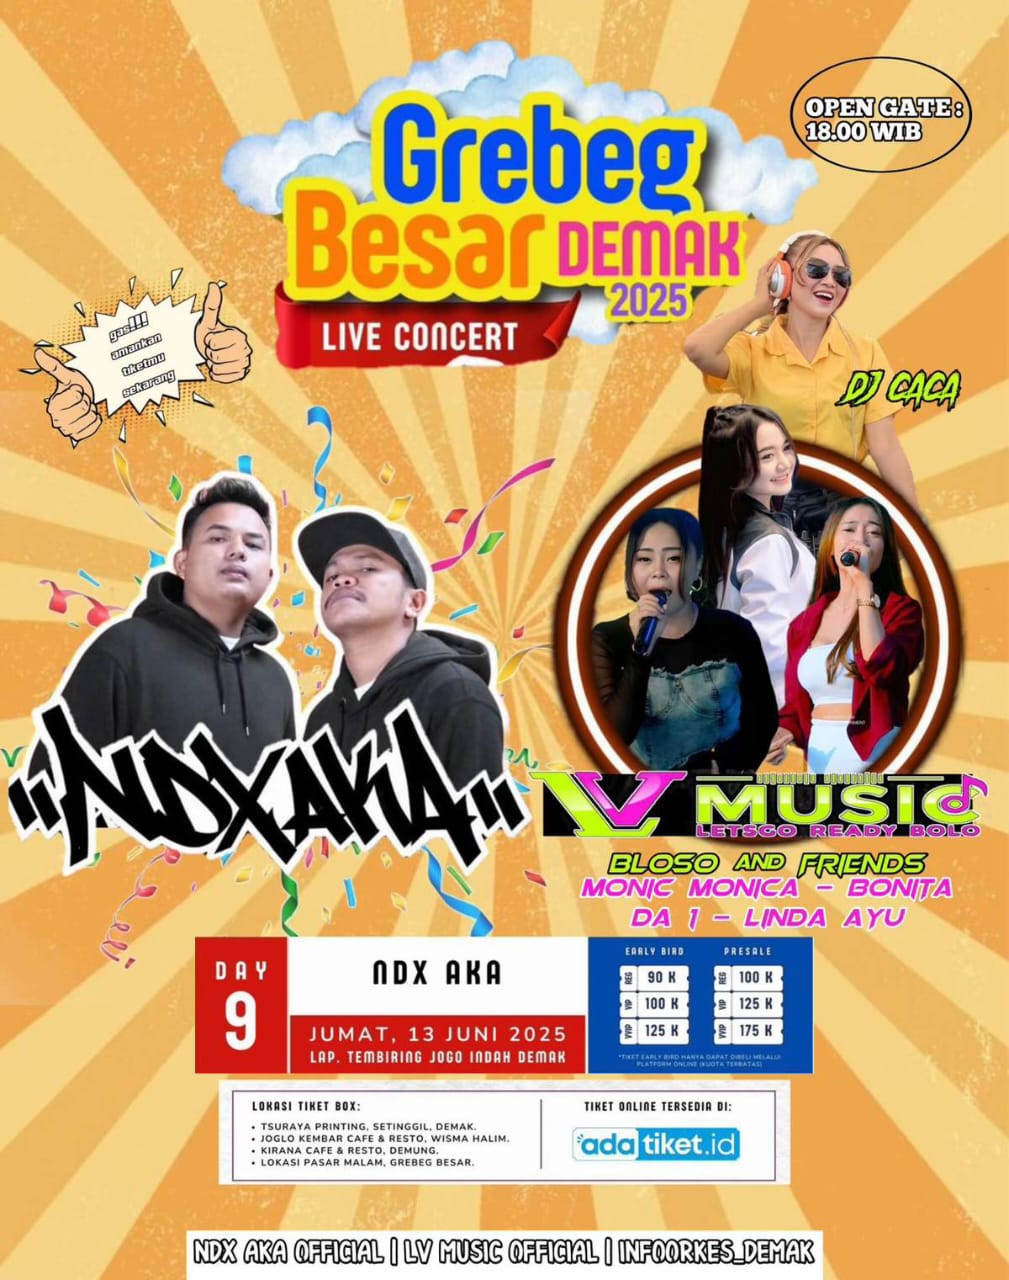 OPEN GATE :
18.00 WIB
Grebeg
Besar DEMAK
2025
LIVE CONCERT
gas!!!
amankan
tiketmu
sekarang
DJ CACA
"NDXAKA"
LV MUSIC
LETSGO READY BOLO
BLOSO AND FRIENDS
MONIC MONICA - BONITA
DA 1 - LINDA AYU
DAY
9
NDX AKA
JUMAT, 13 JUNI 2025
LAP. TEMBIRING JOGO INDAH DEMAK
EARLY BIRD
REG 90 K
VIP 100 K
VVIP 125 K
PRESALE
REG 100 K
VIP 125 K
VVIP 175 K
*TIKET EARLY BIRD HANYA DAPAT DIBELI MELALUI
PLATFORM ONLINE (KUOTA TERBATAS)
LOKASI TIKET BOX:
• TSURAYA PRINTING, SETINGGIL, DEMAK.
• JOGLO KEMBAR CAFE & RESTO, WISMA HALIM.
• KIRANA CAFE & RESTO, DEMUNG.
• LOKASI PASAR MALAM, GREBEG BESAR.
TIKET ONLINE TERSEDIA DI:
adatiket.id
NDX AKA OFFICIAL | LV MUSIC OFFICIAL | INFOORKES_DEMAK